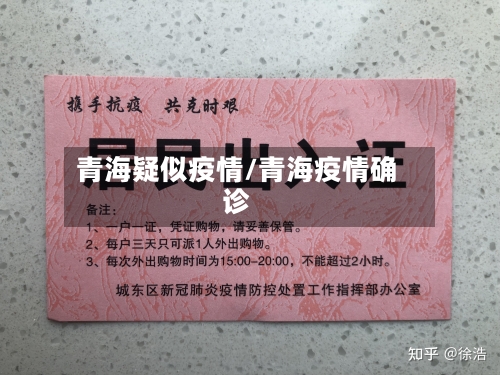 携手抗疫 共克时艰
居民出入证
青海疑似疫情/青海疫情确
诊
备注：
1、一户一证，凭证购物，请妥善保管。
2、每户三天只可派1人外出购物。
3、每次外出购物时间为15:00-20:00，不能超过2小时。
城东区新冠肺炎疫情防控处置工作指挥部办公室
知乎 @徐浩